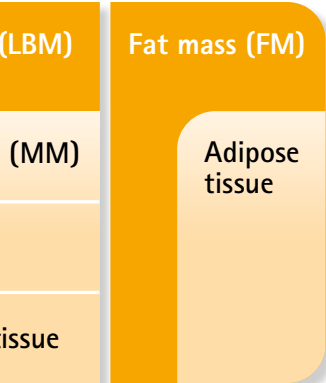 (LBM)
Fat mass (FM)
(MM)
Adipose
tissue
tissue